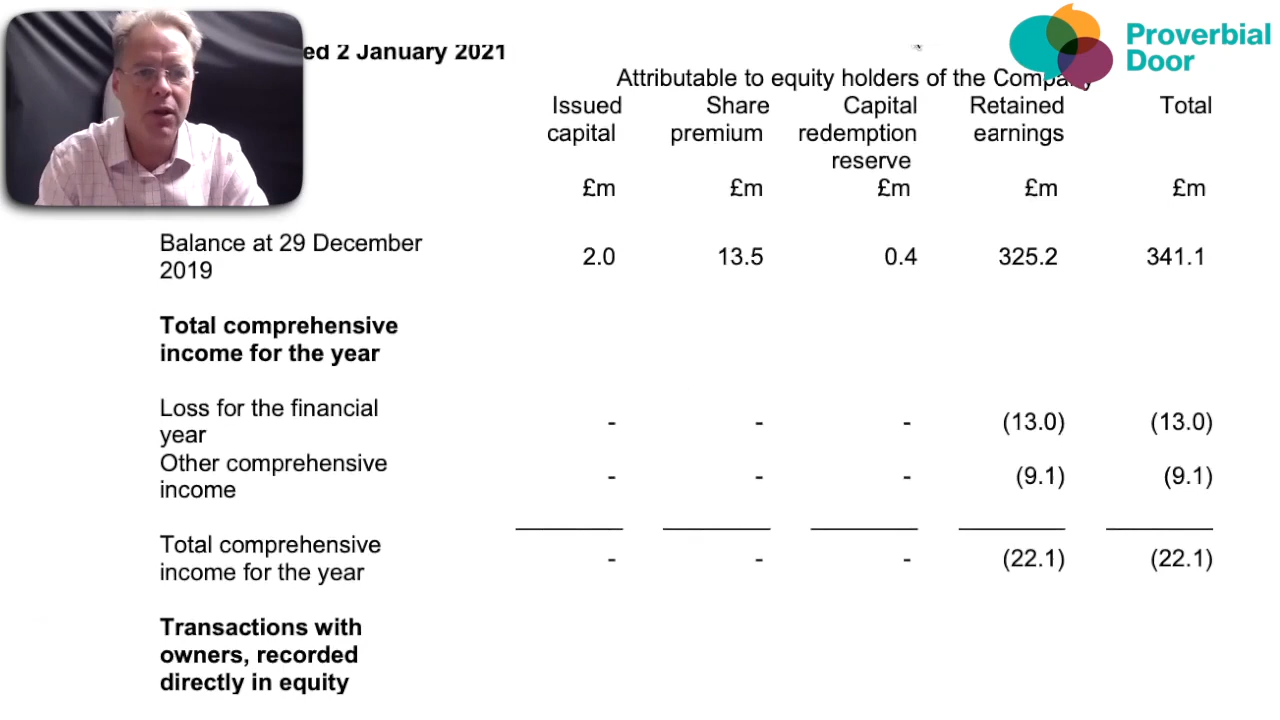 ed 2 January 2021
Proverbial
Door
Attributable to equity holders of the Company
Issued capital Share premium Capital redemption reserve Retained earnings Total
£m £m £m £m £m
Balance at 29 December
2019 2.0 13.5 0.4 325.2 341.1
Total comprehensive
income for the year
Loss for the financial
year - - - (13.0) (13.0)
Other comprehensive
income - - - (9.1) (9.1)
Total comprehensive
income for the year - - - (22.1) (22.1)
Transactions with
owners, recorded
directly in equity